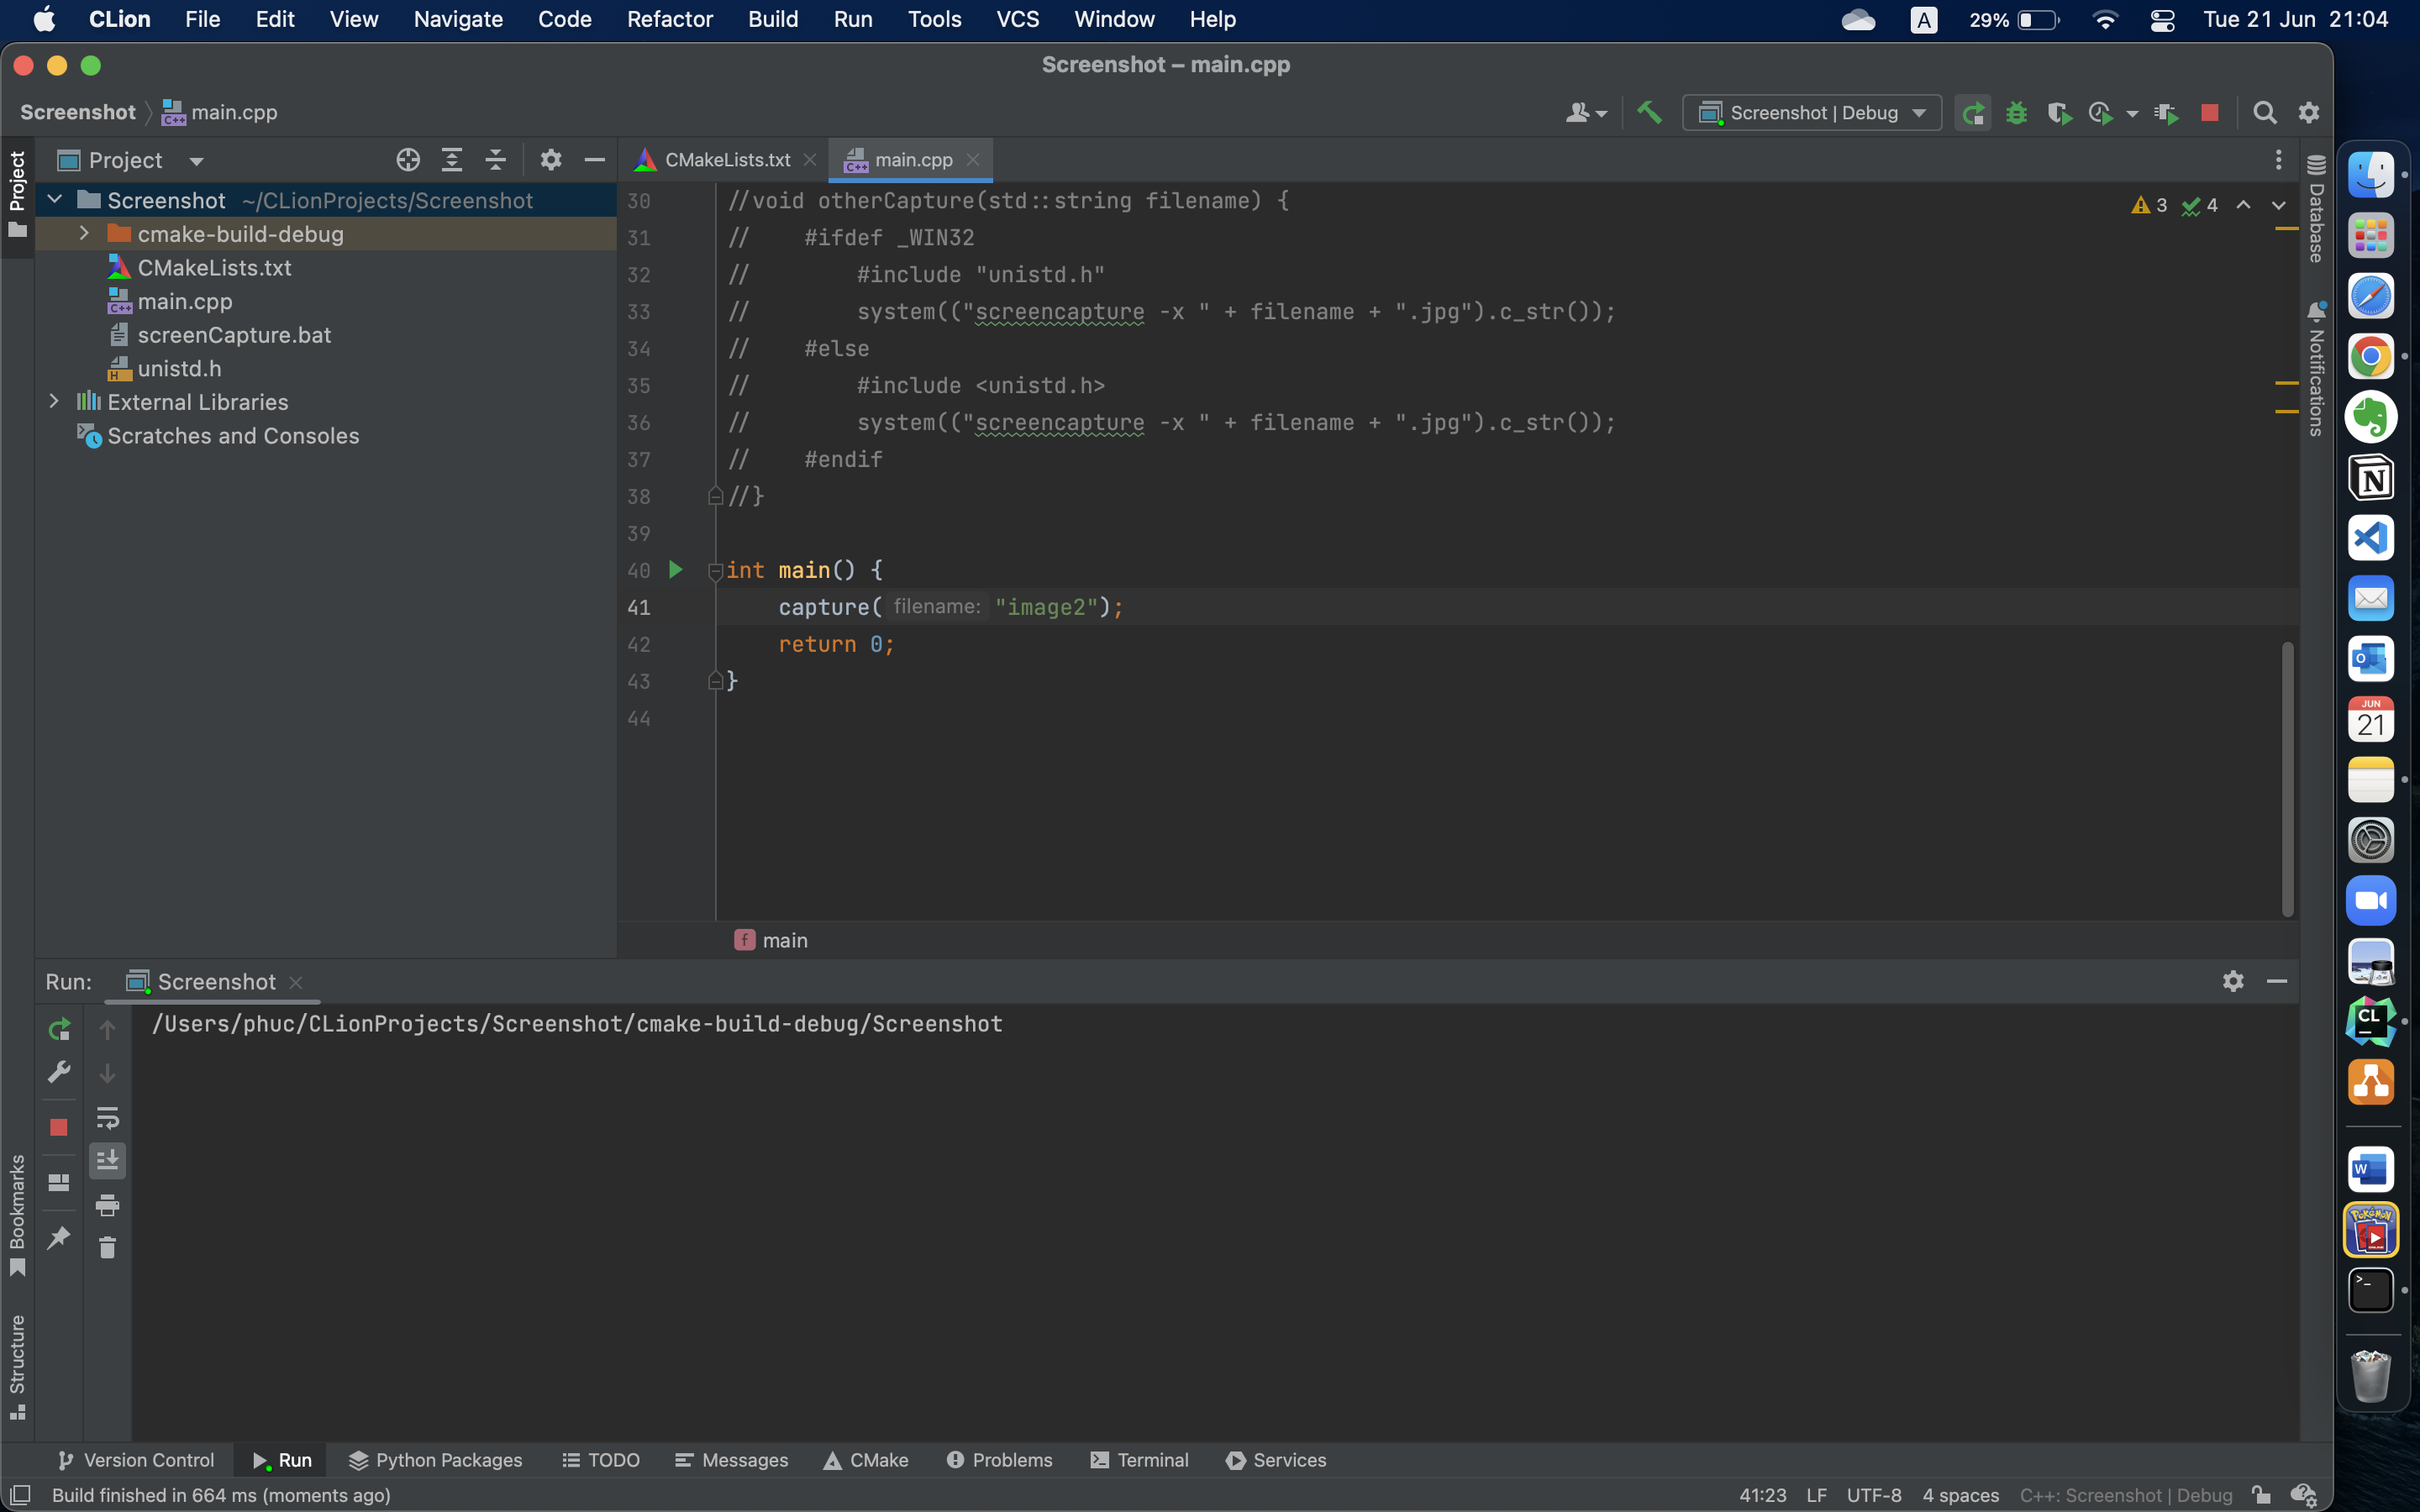 CLion File Edit View Navigate Code Refactor Build Run Tools VCS Window Help A 29% Tue 21 Jun 21:04
Screenshot – main.cpp
Screenshot main.cpp Screenshot | Debug
Project CMakeLists.txt main.cpp
Project
Screenshot ~/CLionProjects/Screenshot
cmake-build-debug
CMakeLists.txt
main.cpp
screenCapture.bat
unistd.h
External Libraries
Scratches and Consoles
3 4
30 //void otherCapture(std::string filename) {
31 // #ifdef _WIN32
32 // #include "unistd.h"
33 // system(("screencapture -x " + filename + ".jpg").c_str());
34 // #else
35 // #include <unistd.h>
36 // system(("screencapture -x " + filename + ".jpg").c_str());
37 // #endif
38 //}
39
40 int main() {
41 capture( filename: "image2");
42 return 0;
43 }
44
main
Database
Notifications
Run: Screenshot
/Users/phuc/CLionProjects/Screenshot/cmake-build-debug/Screenshot
Bookmarks
Structure
Version Control Run Python Packages TODO Messages CMake Problems Terminal Services
Build finished in 664 ms (moments ago) 41:23 LF UTF-8 4 spaces C++: Screenshot | Debug
JUN
21
CL
W